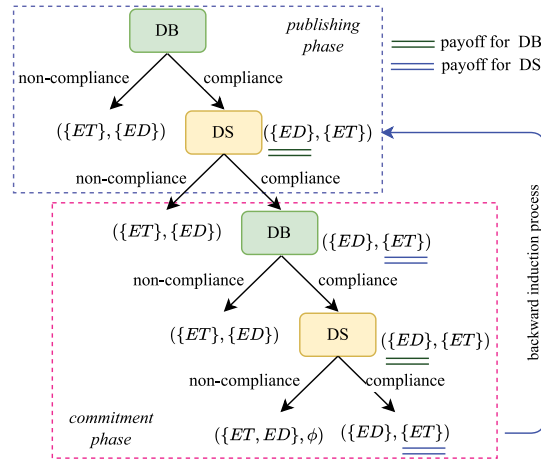 DB
publishing
phase
payoff for DB
payoff for DS
non-compliance
compliance
({ET}, {ED})
DS
({ED}, {ET})
non-compliance
compliance
({ET}, {ED})
DB
({ED}, {ET})
non-compliance
compliance
({ET}, {ED})
DS
({ED}, {ET})
non-compliance
compliance
commitment
phase
({ET, ED}, ϕ)
({ED}, {ET})
backward induction process